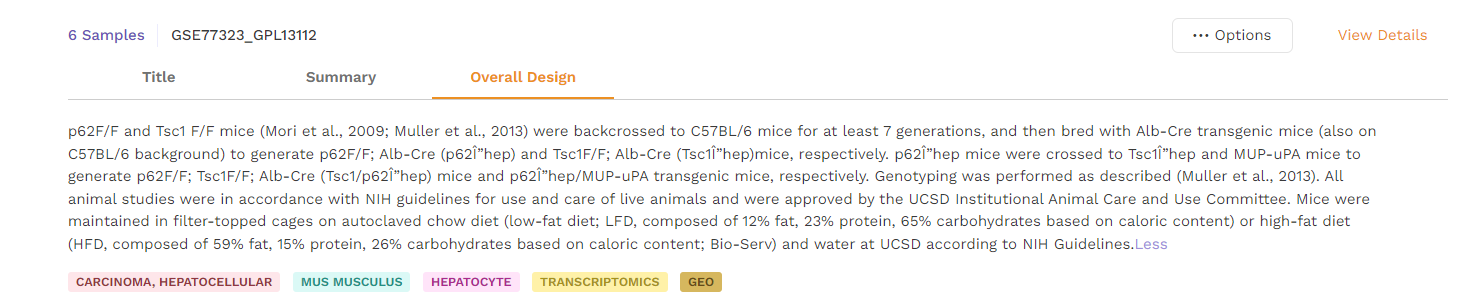 6 Samples GSE77323_GPL13112 ••• Options View Details
Title Summary Overall Design
p62F/F and Tsc1 F/F mice (Mori et al., 2009; Muller et al., 2013) were backcrossed to C57BL/6 mice for at least 7 generations, and then bred with Alb-Cre transgenic mice (also on
C57BL/6 background) to generate p62F/F; Alb-Cre (p62Î”hep) and Tsc1F/F; Alb-Cre (Tsc1Î”hep)mice, respectively. p62Î”hep mice were crossed to Tsc1Î”hep and MUP-uPA mice to
generate p62F/F; Tsc1F/F; Alb-Cre (Tsc1/p62Î”hep) mice and p62Î”hep/MUP-uPA transgenic mice, respectively. Genotyping was performed as described (Muller et al., 2013). All
animal studies were in accordance with NIH guidelines for use and care of live animals and were approved by the UCSD Institutional Animal Care and Use Committee. Mice were
maintained in filter-topped cages on autoclaved chow diet (low-fat diet; LFD, composed of 12% fat, 23% protein, 65% carbohydrates based on caloric content) or high-fat diet
(HFD, composed of 59% fat, 15% protein, 26% carbohydrates based on caloric content; Bio-Serv) and water at UCSD according to NIH Guidelines.Less
CARCINOMA, HEPATOCELLULAR MUS MUSCULUS HEPATOCYTE TRANSCRIPTOMICS GEO